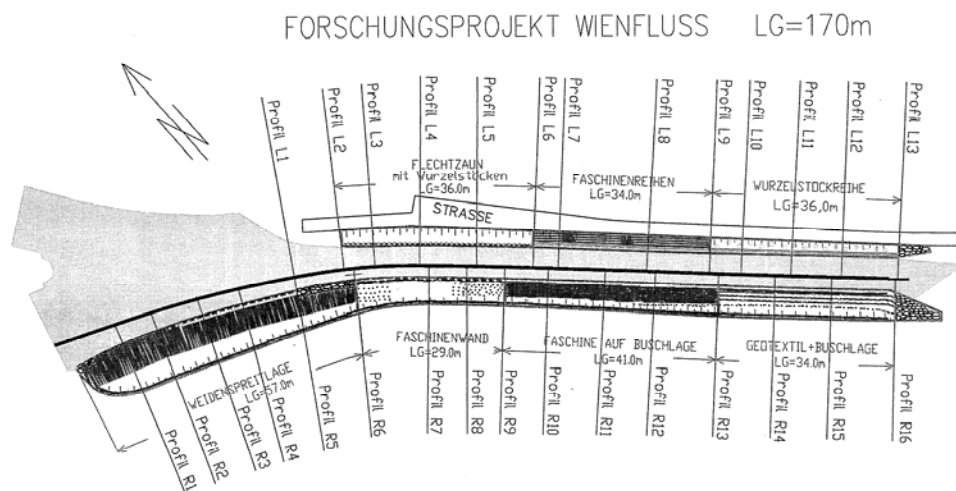 FORSCHUNGSPROJEKT WIENFLUSS LG=170m
Profil L1
Profil L2
Profil L3
Profil L4
Profil L5
Profil L6
Profil L7
Profil L8
Profil L9
Profil L10
Profil L11
Profil L12
Profil L13
FLECHTZAUN
mit Wurzelstöcken
LG=36.0m
FASCHINENREIHEN
LG=34.0m
WURZELSTOCKREIHE
LG=36,0m
STRASSE
WEIDENSPREITLAGE
LG=57.0m
FASCHINENWAND
LG=29.0m
FASCHINE AUF BUSCHLAGE
LG=41.0m
GEOTEXTIL+BUSCHLAGE
LG=34.0m
Profil R1
Profil R2
Profil R3
Profil R4
Profil R5
Profil R6
Profil R7
Profil R8
Profil R9
Profil R10
Profil R11
Profil R12
Profil R13
Profil R14
Profil R15
Profil R16